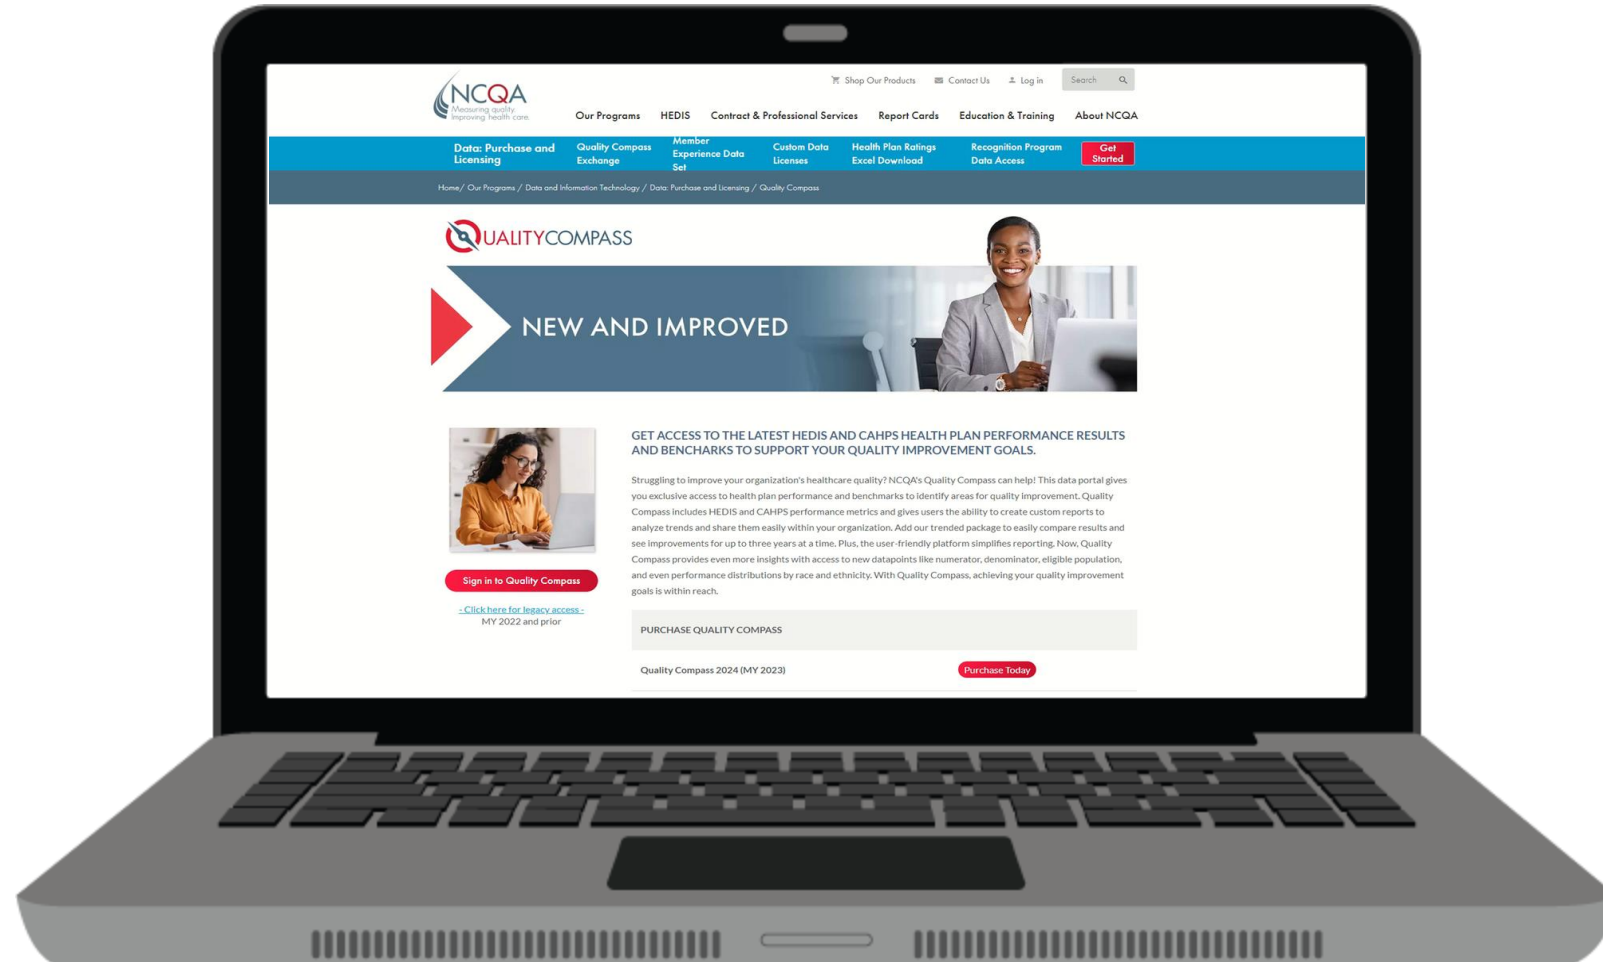 NCQA
Measuring quality.
Improving health care.
Shop Our Products
Contact Us
Log in
Search
Our Programs
HEDIS
Contract & Professional Services
Report Cards
Education & Training
About NCQA
Data: Purchase and
Licensing
Quality Compass
Exchange
Member
Experience Data
Set
Custom Data
Licenses
Health Plan Ratings
Excel Download
Recognition Program
Data Access
Get
Started
Home/ Our Programs / Data and Information Technology / Data: Purchase and Licensing / Quality Compass
QUALITYCOMPASS
NEW AND IMPROVED
Sign in to Quality Compass
- Click here for legacy access -
MY 2022 and prior
GET ACCESS TO THE LATEST HEDIS AND CAHPS HEALTH PLAN PERFORMANCE RESULTS
AND BENCHARKS TO SUPPORT YOUR QUALITY IMPROVEMENT GOALS.
Struggling to improve your organization's healthcare quality? NCQA's Quality Compass can help! This data portal gives
you exclusive access to health plan performance and benchmarks to identify areas for quality improvement. Quality
Compass includes HEDIS and CAHPS performance metrics and gives users the ability to create custom reports to
analyze trends and share them easily within your organization. Add our trended package to easily compare results and
see improvements for up to three years at a time. Plus, the user-friendly platform simplifies reporting. Now, Quality
Compass provides even more insights with access to new datapoints like numerator, denominator, eligible population,
and even performance distributions by race and ethnicity. With Quality Compass, achieving your quality improvement
goals is within reach.
PURCHASE QUALITY COMPASS
Quality Compass 2024 (MY 2023)
Purchase Today